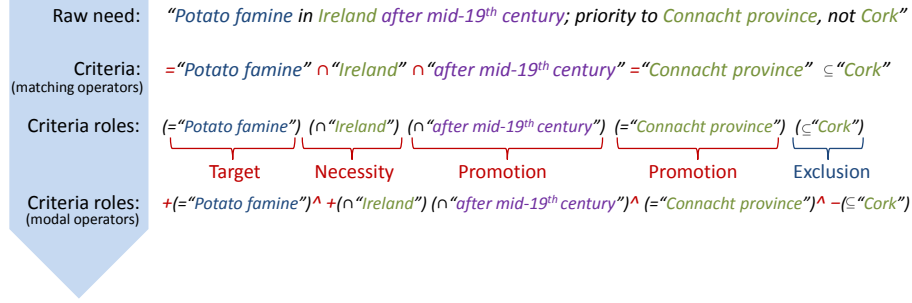 Raw need: “Potato famine in Ireland after mid-19th century; priority to Connacht province, not Cork”
Criteria: =“Potato famine” ∩“Ireland” ∩“after mid-19th century” =“Connacht province” ⊆“Cork”
(matching operators)
Criteria roles: (=“Potato famine”) (∩“Ireland”) (∩“after mid-19th century”) (=“Connacht province”) (⊆“Cork”)
Target Necessity Promotion Promotion Exclusion
Criteria roles: +(=“Potato famine”)^ +(∩“Ireland”) (∩“after mid-19th century”)^ (=“Connacht province”)^ −(⊆“Cork”)
(modal operators)